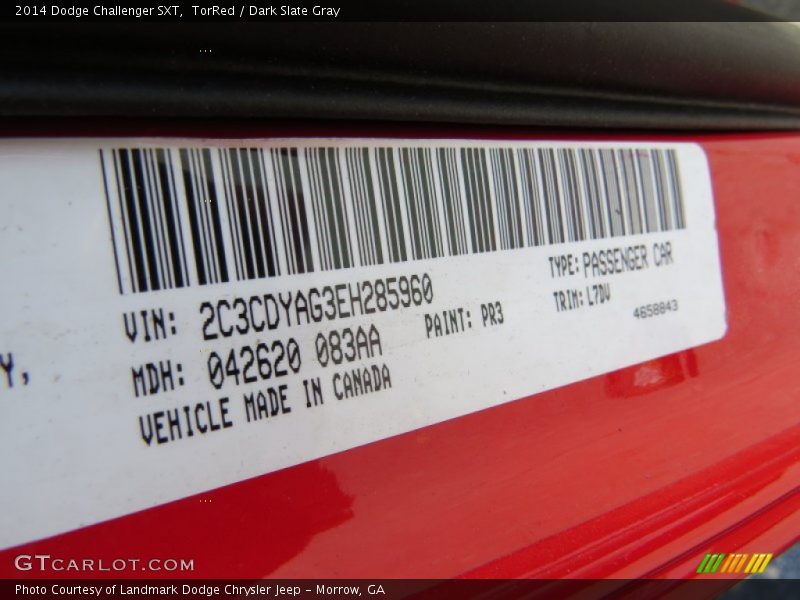 2014 Dodge Challenger SXT, TorRed / Dark Slate Gray
VIN: 2C3CDYAG3EH285960
TYPE: PASSENGER CAR
MDH: 042620 083AA
PAINT: PR3
TRIM: L7DV
4658843
Y,
VEHICLE MADE IN CANADA
GTCARLOT.COM
Photo Courtesy of Landmark Dodge Chrysler Jeep - Morrow, GA